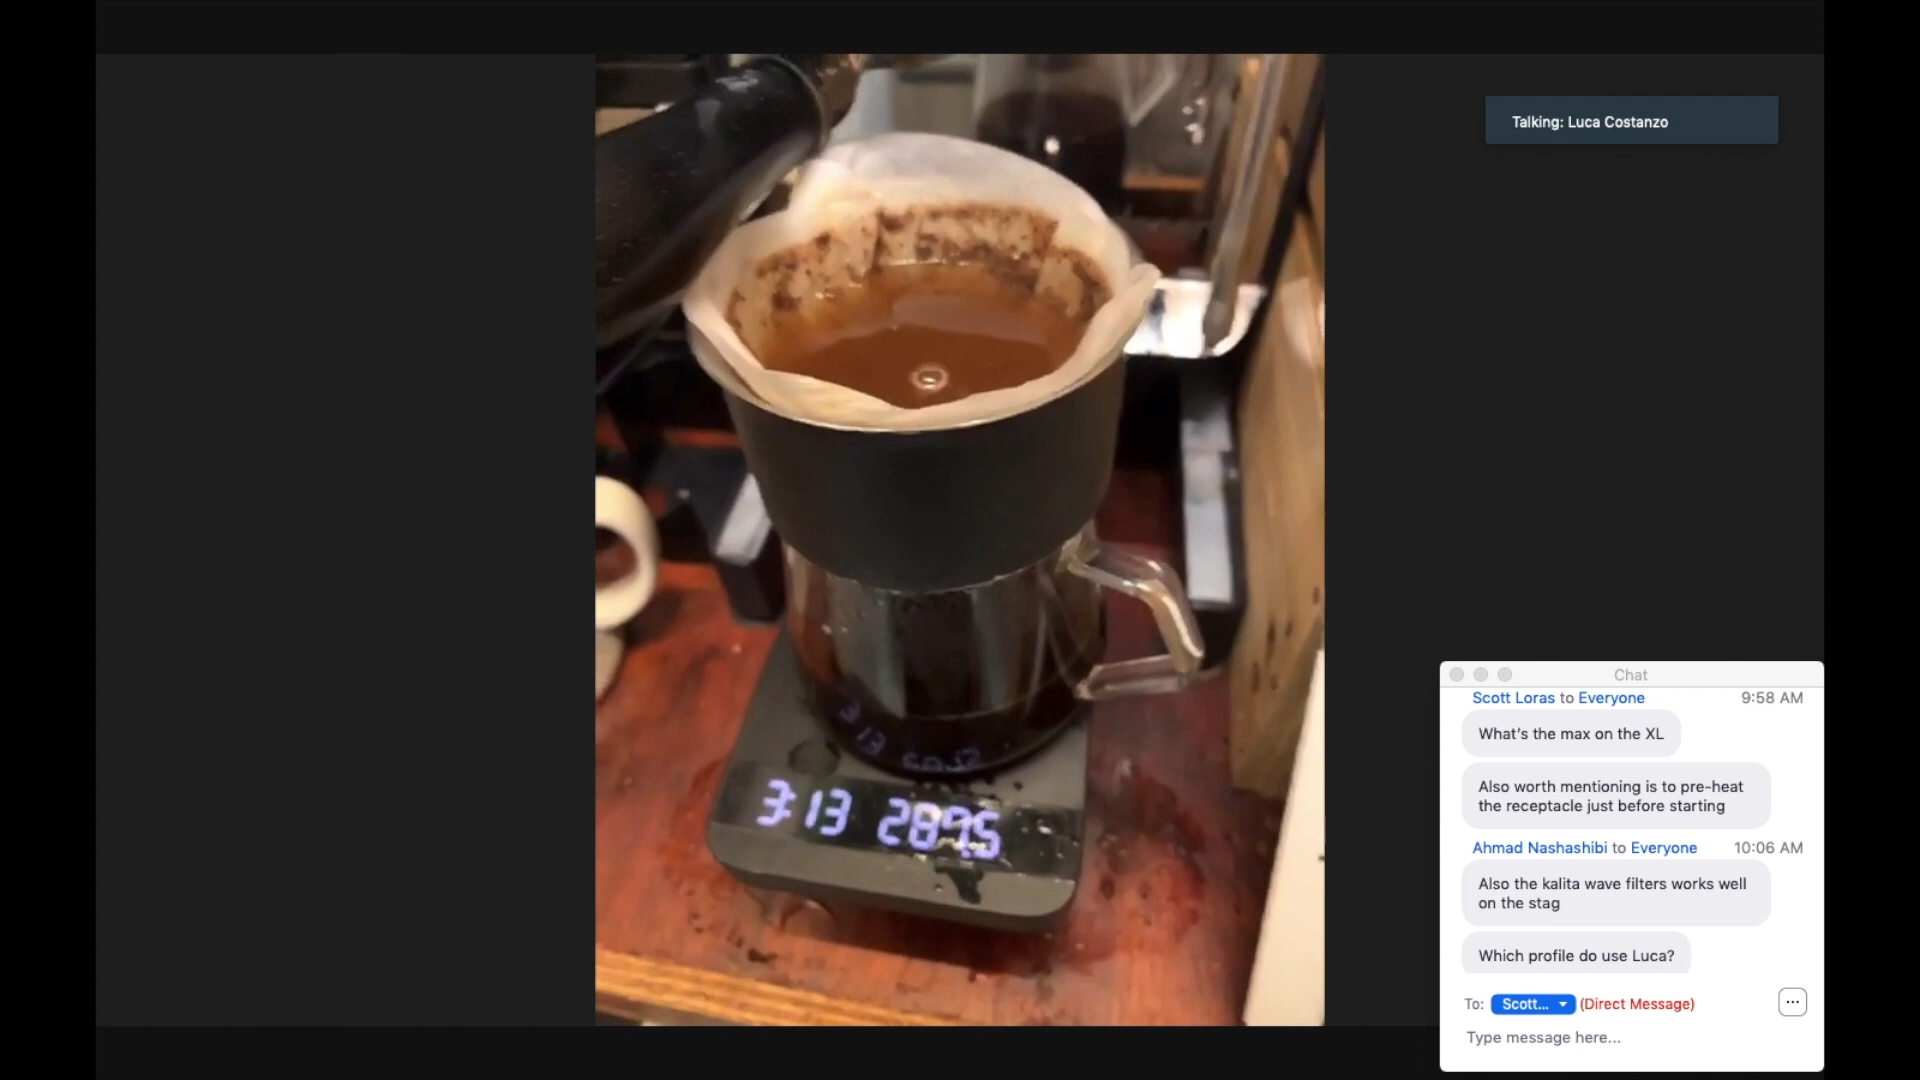 Talking: Luca Costanzo
3:13 287.5
Chat
Scott Loras to Everyone 9:58 AM
What's the max on the XL
Also worth mentioning is to pre-heat
the receptacle just before starting
Ahmad Nashashibi to Everyone 10:06 AM
Also the kalita wave filters works well
on the stag
Which profile do use Luca?
To: Scott... (Direct Message) ...
Type message here...